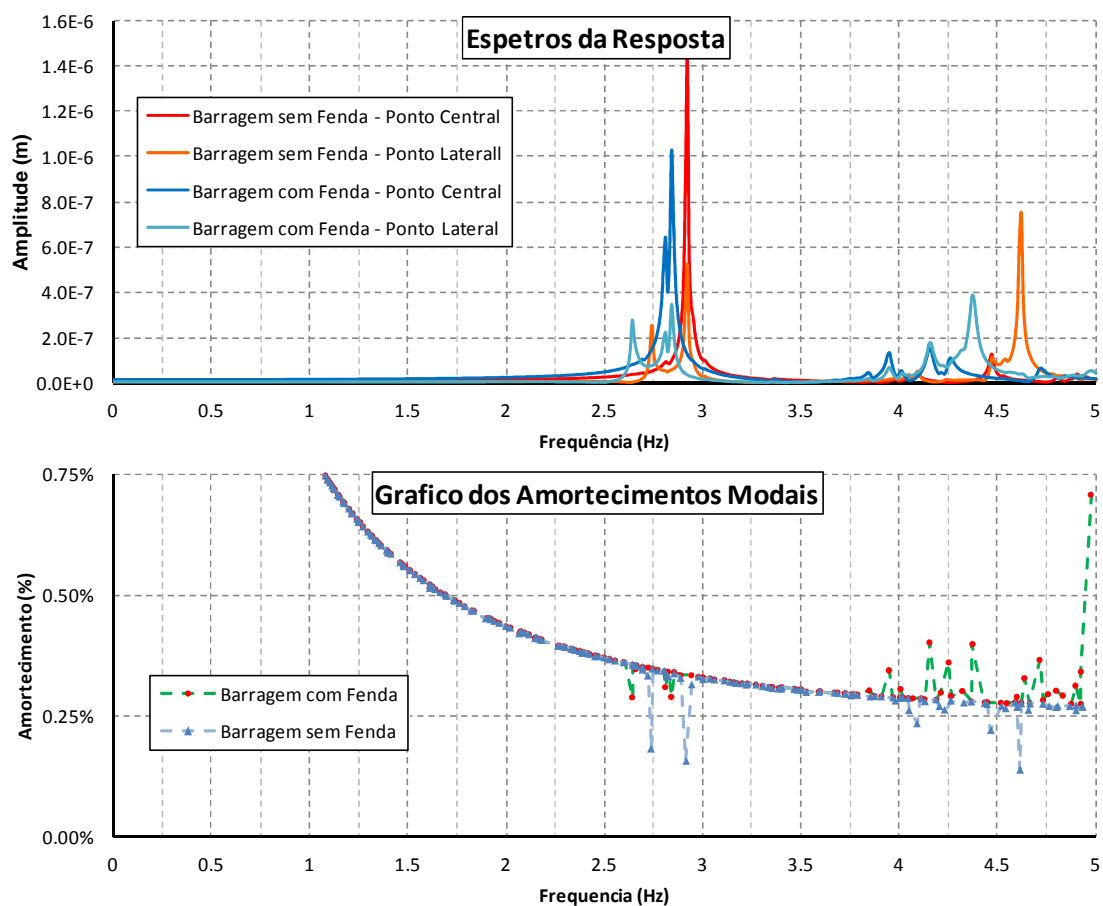 Espetros da Resposta
1.6E-6
1.4E-6
1.2E-6
1.0E-6
8.0E-7
6.0E-7
4.0E-7
2.0E-7
0.0E+0
Amplitude (m)
Barragem sem Fenda - Ponto Central
Barragem sem Fenda - Ponto Laterall
Barragem com Fenda - Ponto Central
Barragem com Fenda - Ponto Lateral
0 0.5 1 1.5 2 2.5 3 3.5 4 4.5 5
Frequência (Hz)
Grafico dos Amortecimentos Modais
0.75%
0.50%
0.25%
0.00%
Amortecimento(%)
Barragem com Fenda
Barragem sem Fenda
0 0.5 1 1.5 2 2.5 3 3.5 4 4.5 5
Frequencia (Hz)